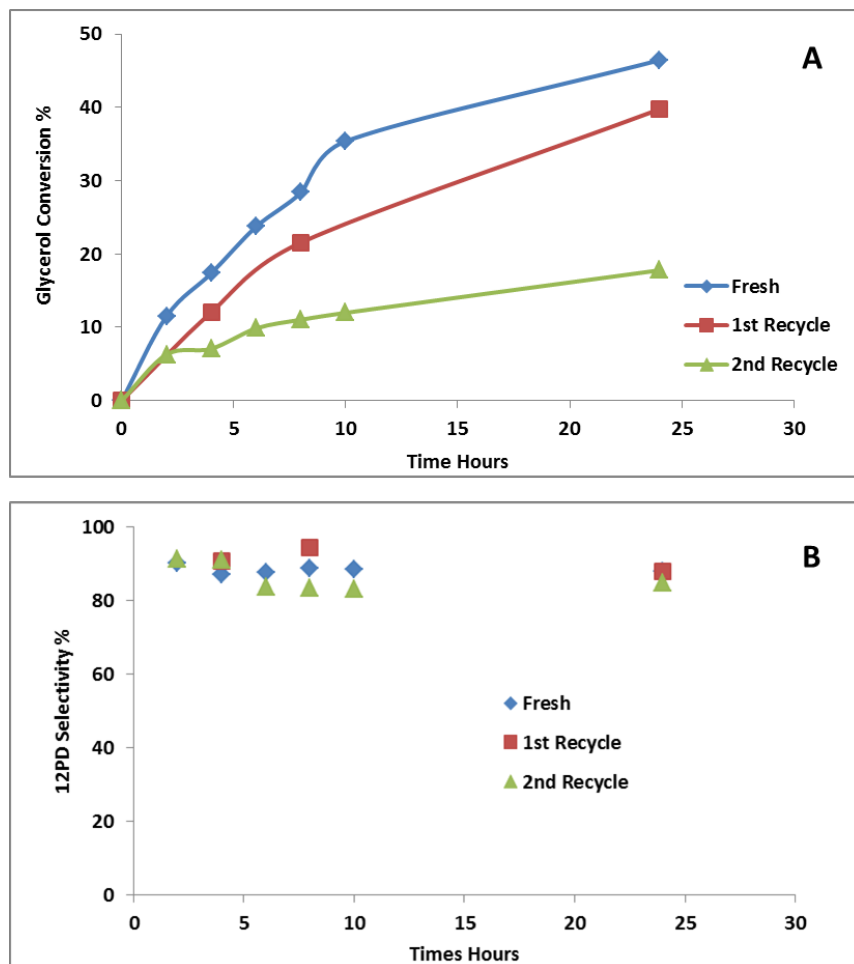 A
50
40
30
20
10
0
Glycerol Conversion %
Fresh
1st Recycle
2nd Recycle
0 5 10 15 20 25 30
Time Hours
B
100
80
60
40
20
0
12PD Selectivity %
Fresh
1st Recycle
2nd Recycle
0 5 10 15 20 25 30
Times Hours